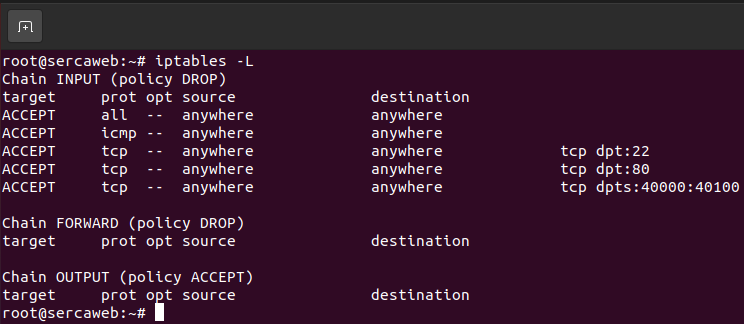 root@sercaweb:~# iptables -L
Chain INPUT (policy DROP)
target     prot opt source               destination
ACCEPT     all  --  anywhere             anywhere
ACCEPT     icmp --  anywhere             anywhere
ACCEPT     tcp  --  anywhere             anywhere             tcp dpt:22
ACCEPT     tcp  --  anywhere             anywhere             tcp dpt:80
ACCEPT     tcp  --  anywhere             anywhere             tcp dpts:40000:40100

Chain FORWARD (policy DROP)
target     prot opt source               destination

Chain OUTPUT (policy ACCEPT)
target     prot opt source               destination
root@sercaweb:~#